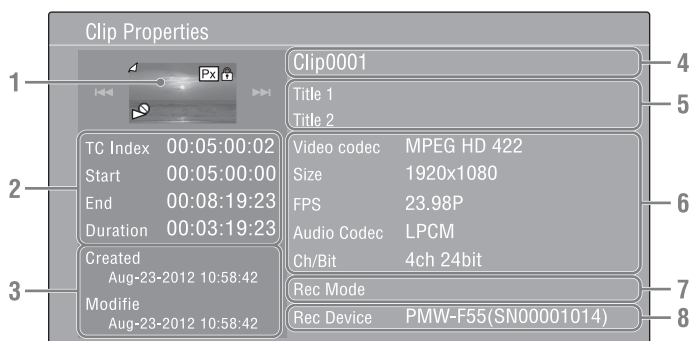 Clip Properties
Px
1
Clip0001
4
Title 1
Title 2
5
TC Index 00:05:00:02
Start 00:05:00:00
End 00:08:19:23
Duration 00:03:19:23
2
Video codec MPEG HD 422
Size 1920x1080
FPS 23.98P
Audio Codec LPCM
Ch/Bit 4ch 24bit
6
Created
Aug-23-2012 10:58:42
Modifie
Aug-23-2012 10:58:42
3
Rec Mode
7
Rec Device PMW-F55(SN00001014)
8